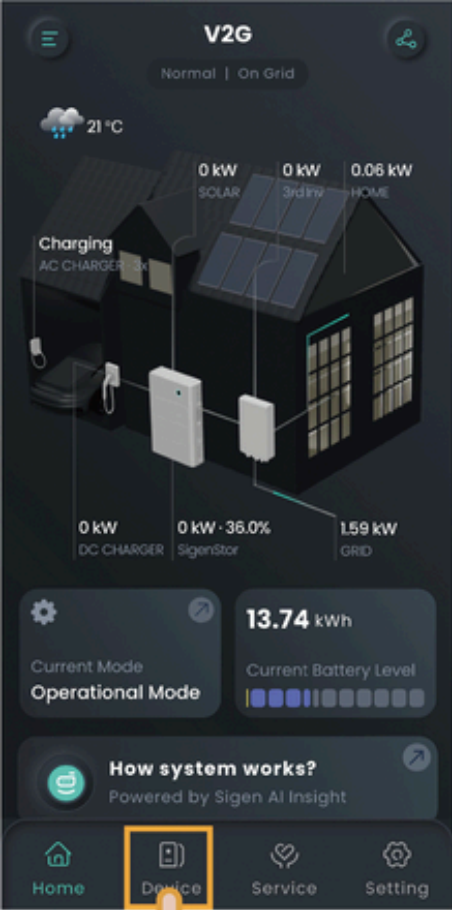 V2G
Normal | On Grid
21 °C
0 kW
SOLAR
0 kW
3rd Inv
0.06 kW
HOME
Charging
AC CHARGER · 3x
0 kW
DC CHARGER
0 kW · 36.0%
SigenStor
1.59 kW
GRID
Current Mode
Operational Mode
13.74 kWh
Current Battery Level
How system works?
Powered by Sigen AI Insight
Home
Device
Service
Setting